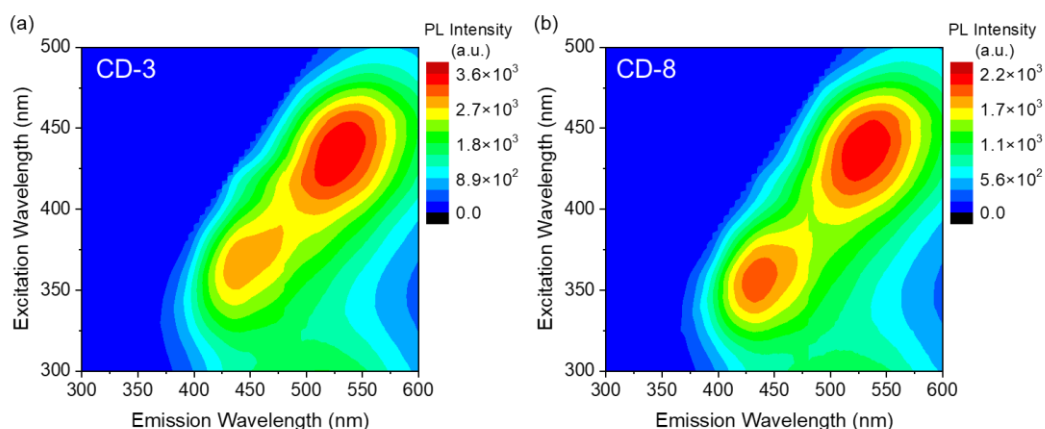 (a)
PL Intensity
(a.u.)
500
CD-3
3.6×10³
2.7×10³
1.8×10³
8.9×10²
0.0
450
400
350
300
Excitation Wavelength (nm)
300 350 400 450 500 550 600
Emission Wavelength (nm)
(b)
PL Intensity
(a.u.)
500
CD-8
2.2×10³
1.7×10³
1.1×10³
5.6×10²
0.0
450
400
350
300
Excitation Wavelength (nm)
300 350 400 450 500 550 600
Emission Wavelength (nm)